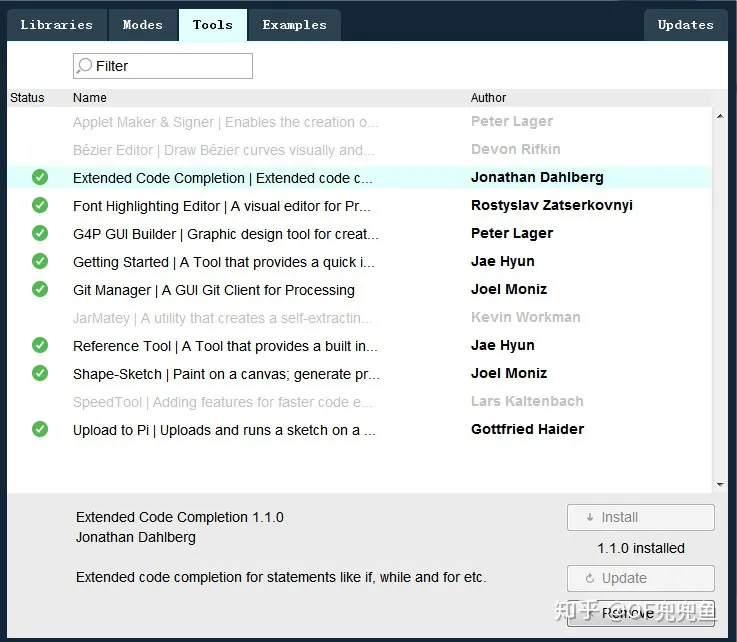 Libraries Modes Tools Examples Updates
Filter
Status Name Author
Applet Maker & Signer | Enables the creation o... Peter Lager
Bézier Editor | Draw Bézier curves visually and... Devon Rifkin
Extended Code Completion | Extended code c... Jonathan Dahlberg
Font Highlighting Editor | A visual editor for Pr... Rostyslav Zatserkovnyi
G4P GUI Builder | Graphic design tool for creat... Peter Lager
Getting Started | A Tool that provides a quick i... Jae Hyun
Git Manager | A GUI Git Client for Processing Joel Moniz
JarMatey | A utility that creates a self-extractin... Kevin Workman
Reference Tool | A Tool that provides a built in... Jae Hyun
Shape-Sketch | Paint on a canvas; generate pr... Joel Moniz
SpeedTool | Adding features for faster code e... Lars Kaltenbach
Upload to Pi | Uploads and runs a sketch on a ... Gottfried Haider
Extended Code Completion 1.1.0
Install
Jonathan Dahlberg
1.1.0 installed
Extended code completion for statements like if, while and for etc.
Update
Remove
知乎 @OF兜兜鱼